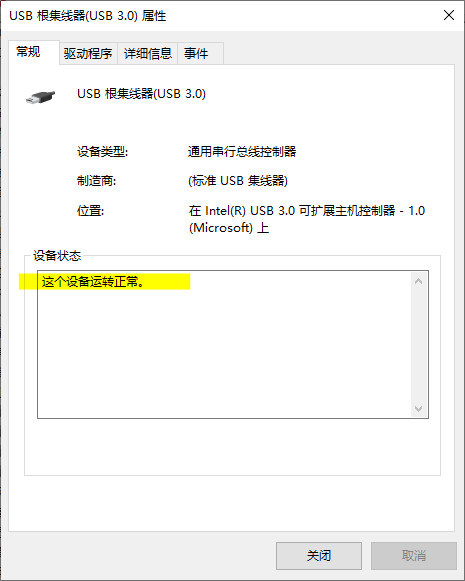 USB 根集线器(USB 3.0) 属性
常规 驱动程序 详细信息 事件
USB 根集线器(USB 3.0)
设备类型: 通用串行总线控制器
制造商: (标准 USB 集线器)
位置: 在 Intel(R) USB 3.0 可扩展主机控制器 - 1.0
(Microsoft) 上
设备状态
这个设备运转正常。
关闭 取消